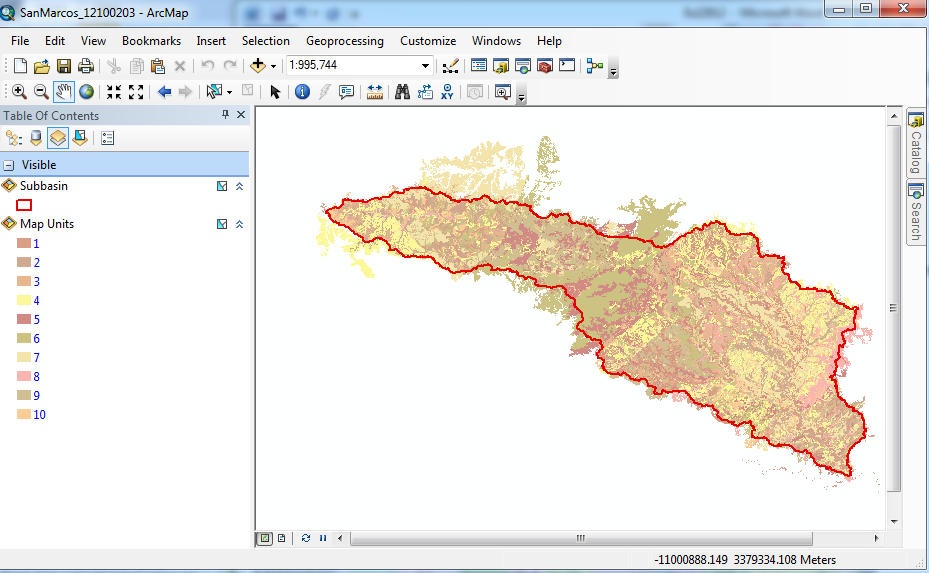 SanMarcos_12100203 - ArcMap
File Edit View Bookmarks Insert Selection Geoprocessing Customize Windows Help
1:995,744
Table Of Contents
Visible
Subbasin
Map Units
1
2
3
4
5
6
7
8
9
10
Catalog
Search
-11000888.149 3379334.108 Meters